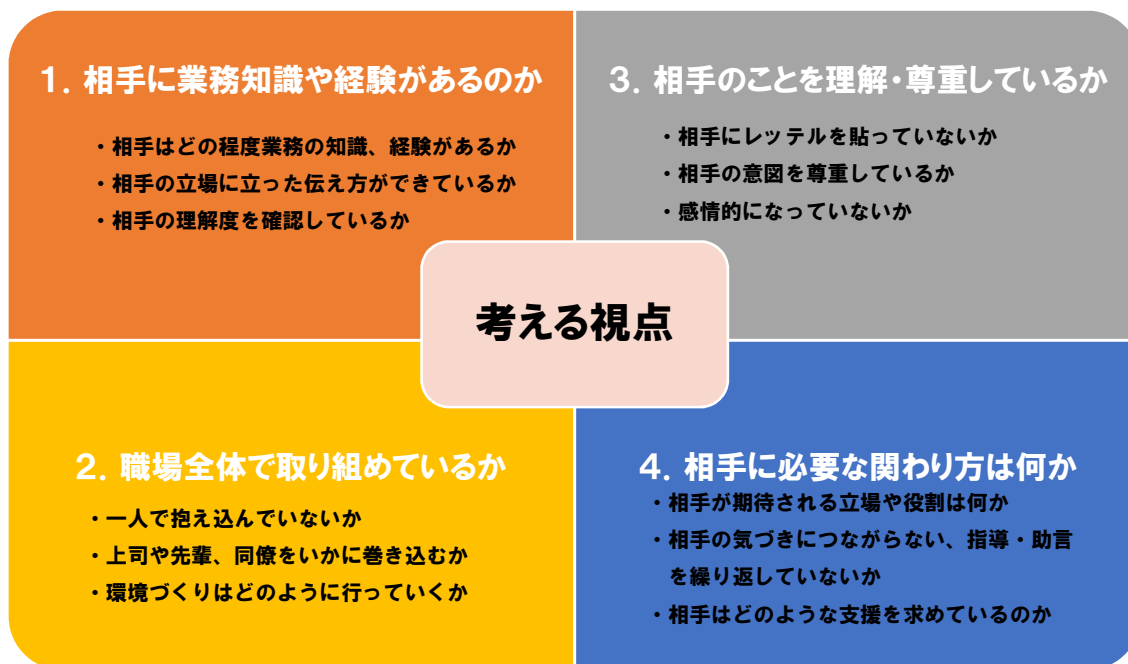 1. 相手に業務知識や経験があるのか
・相手はどの程度業務の知識、経験があるか
・相手の立場に立った伝え方ができているか
・相手の理解度を確認しているか
3. 相手のことを理解・尊重しているか
・相手にレッテルを貼っていないか
・相手の意図を尊重しているか
・感情的になっていないか
考える視点
2. 職場全体で取り組めているか
・一人で抱え込んでいないか
・上司や先輩、同僚をいかに巻き込むか
・環境づくりはどのように行っていくか
4. 相手に必要な関わり方は何か
・相手が期待される立場や役割は何か
・相手の気づきにつながらない、指導・助言
を繰り返していないか
・相手はどのような支援を求めているのか